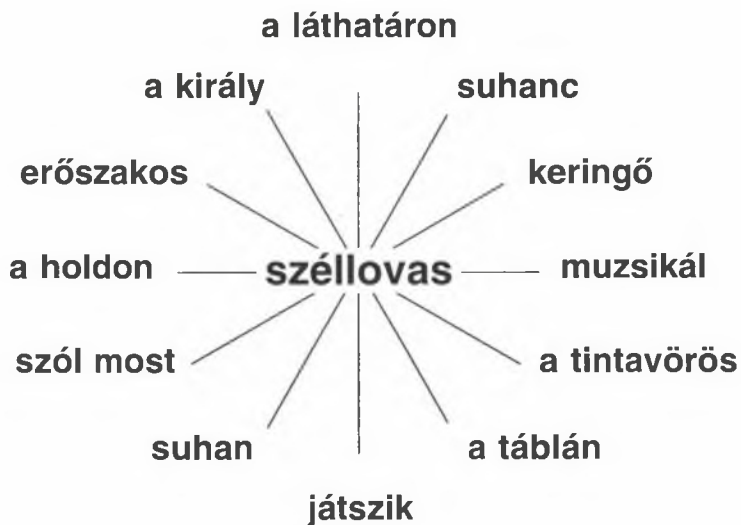 a láthatáron
a király suhanc
erőszakos keringő
a holdon széllovas muzsikál
szól most a tintavörös
suhan a táblán
játszik